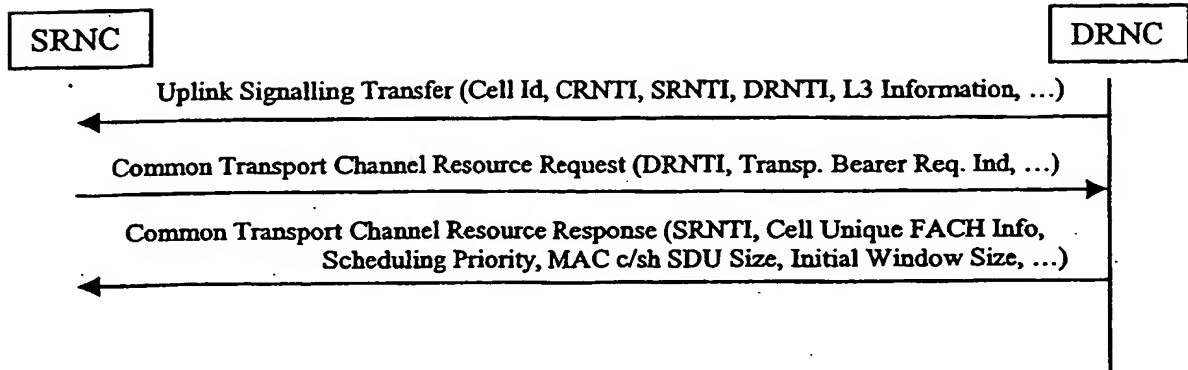 SRNC
DRNC
Uplink Signalling Transfer (Cell Id, CRNTI, SRNTI, DRNTI, L3 Information, ...)
Common Transport Channel Resource Request (DRNTI, Transp. Bearer Req. Ind, ...)
Common Transport Channel Resource Response (SRNTI, Cell Unique FACH Info,
Scheduling Priority, MAC c/sh SDU Size, Initial Window Size, ...)